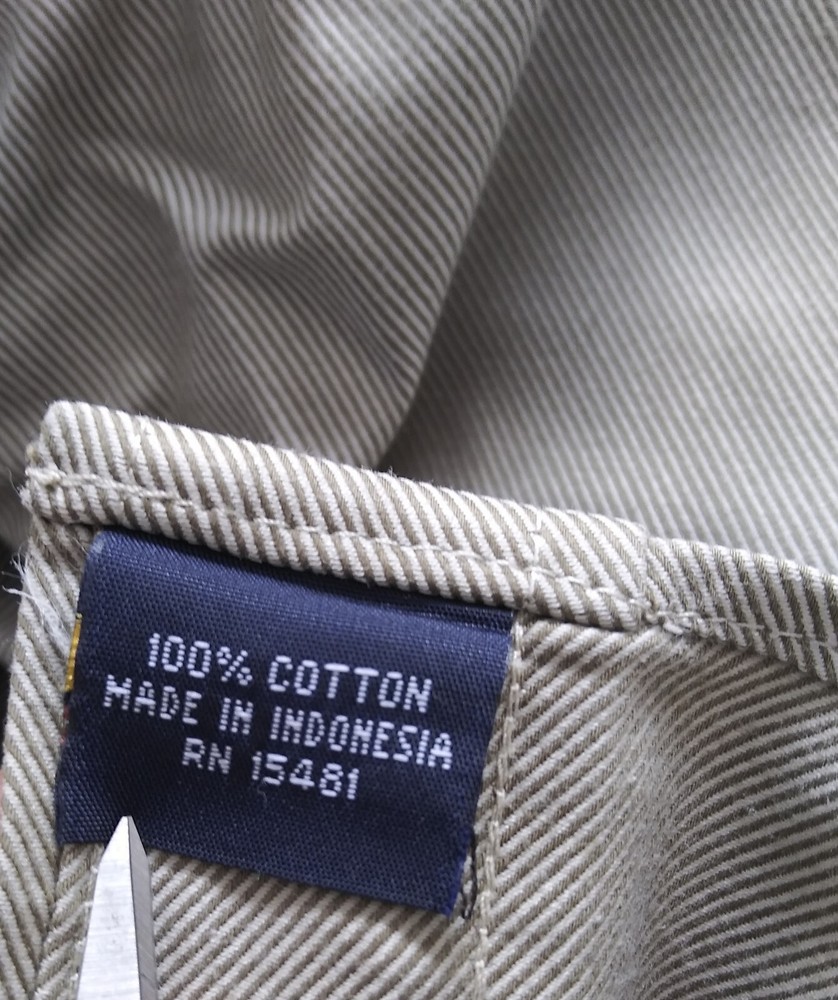 100% COTTON
MADE IN INDONESIA
RN 15481